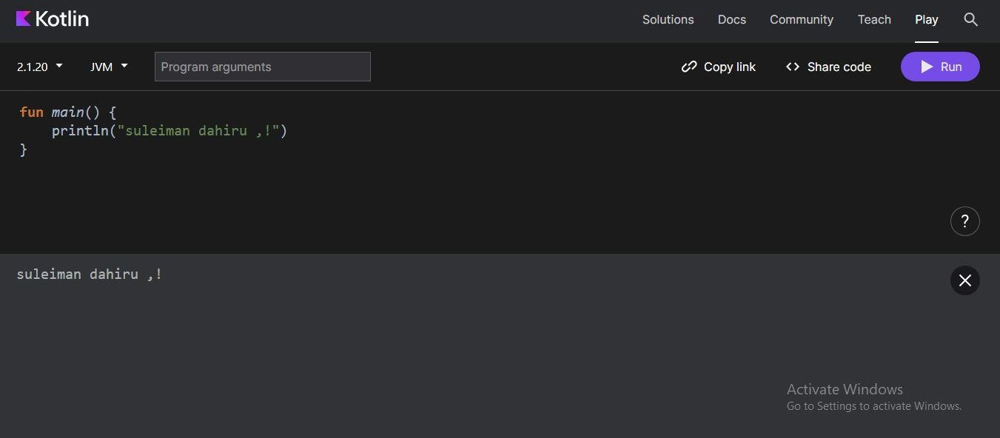 Kotlin
Solutions Docs Community Teach Play
2.1.20 JVM Program arguments Copy link <> Share code Run
fun main() {
    println("suleiman dahiru ,!")
}
?
suleiman dahiru ,!
Activate Windows
Go to Settings to activate Windows.